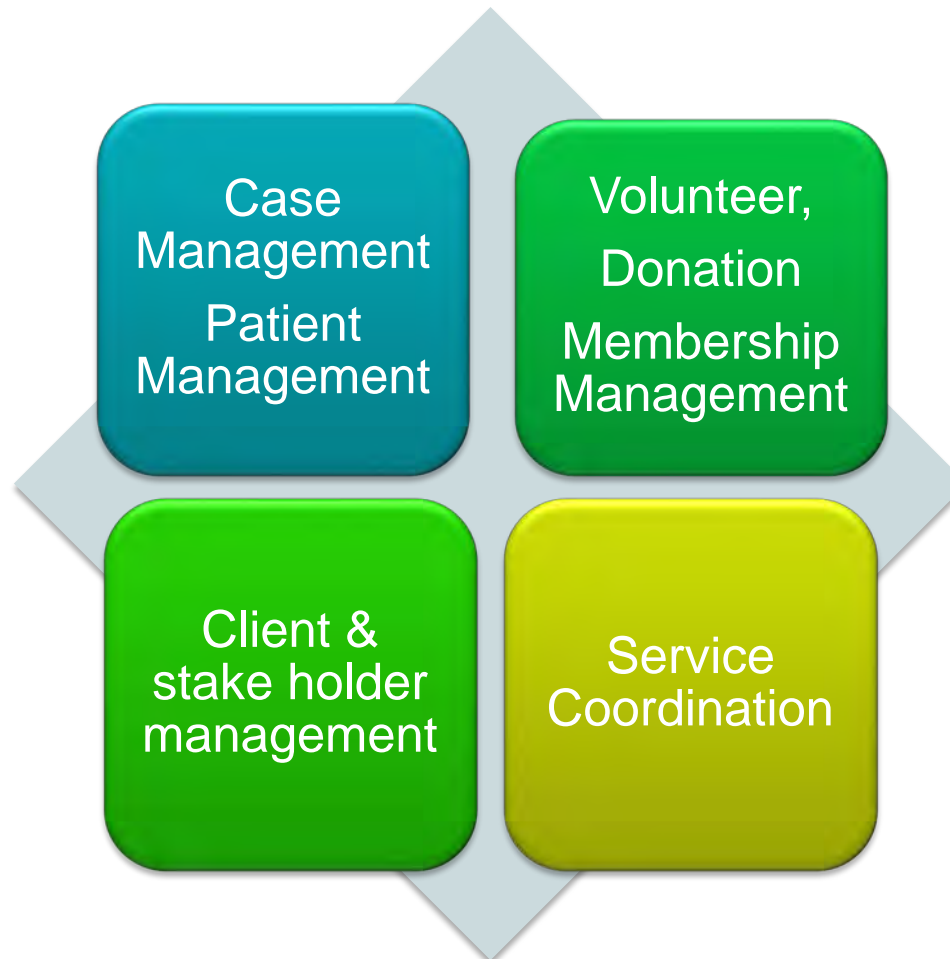 Case
Management
Patient
Management
Volunteer,
Donation
Membership
Management
Client &
stake holder
management
Service
Coordination